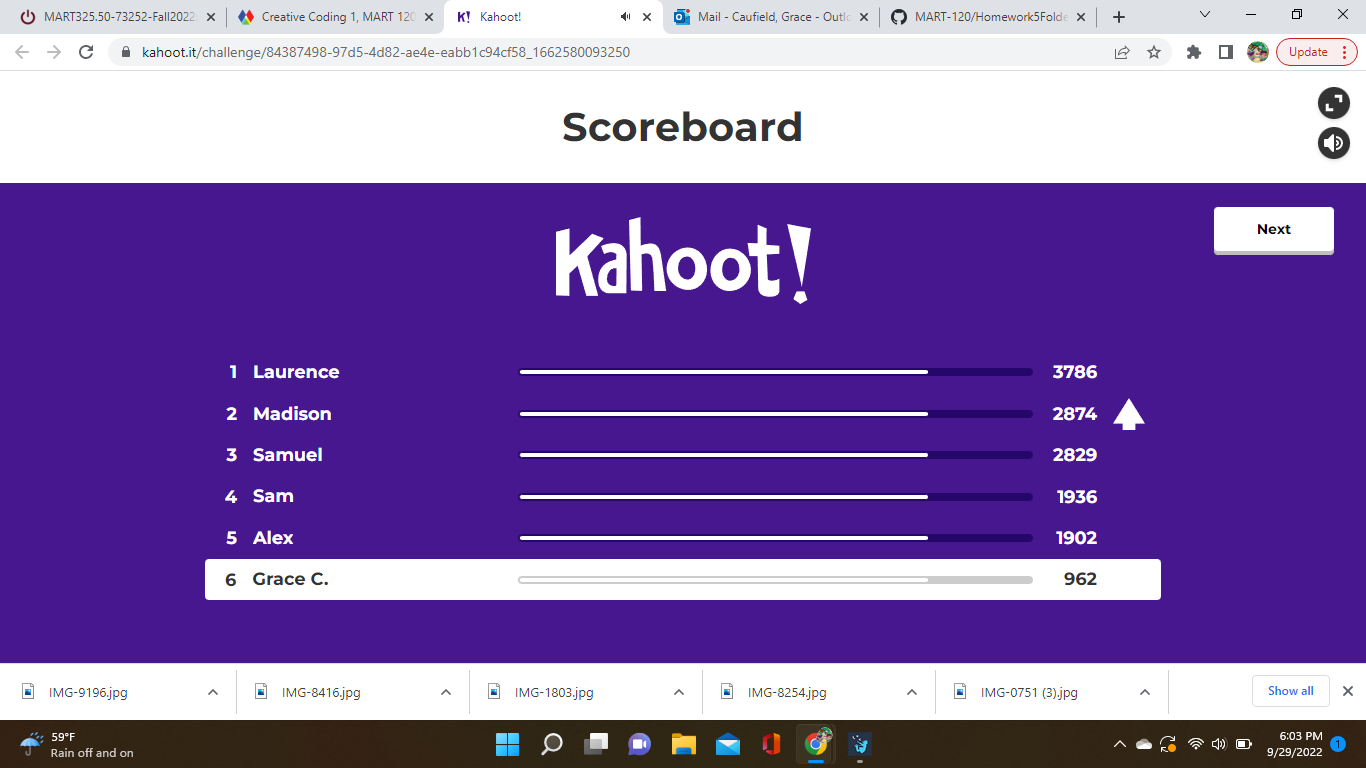 MART325.50-73252-Fall2022
Creative Coding 1, MART 120
K! Kahoot!
Mail - Caufield, Grace - Outlo
MART-120/Homework5Folde
kahoot.it/challenge/84387498-97d5-4d82-ae4e-eabb1c94cf58_1662580093250
Update
Scoreboard
Next
Kahoot!
1 Laurence 3786
2 Madison 2874
3 Samuel 2829
4 Sam 1936
5 Alex 1902
6 Grace C. 962
IMG-9196.jpg
IMG-8416.jpg
IMG-1803.jpg
IMG-8254.jpg
IMG-0751 (3).jpg
Show all
59°F
Rain off and on
6:03 PM
9/29/2022
1